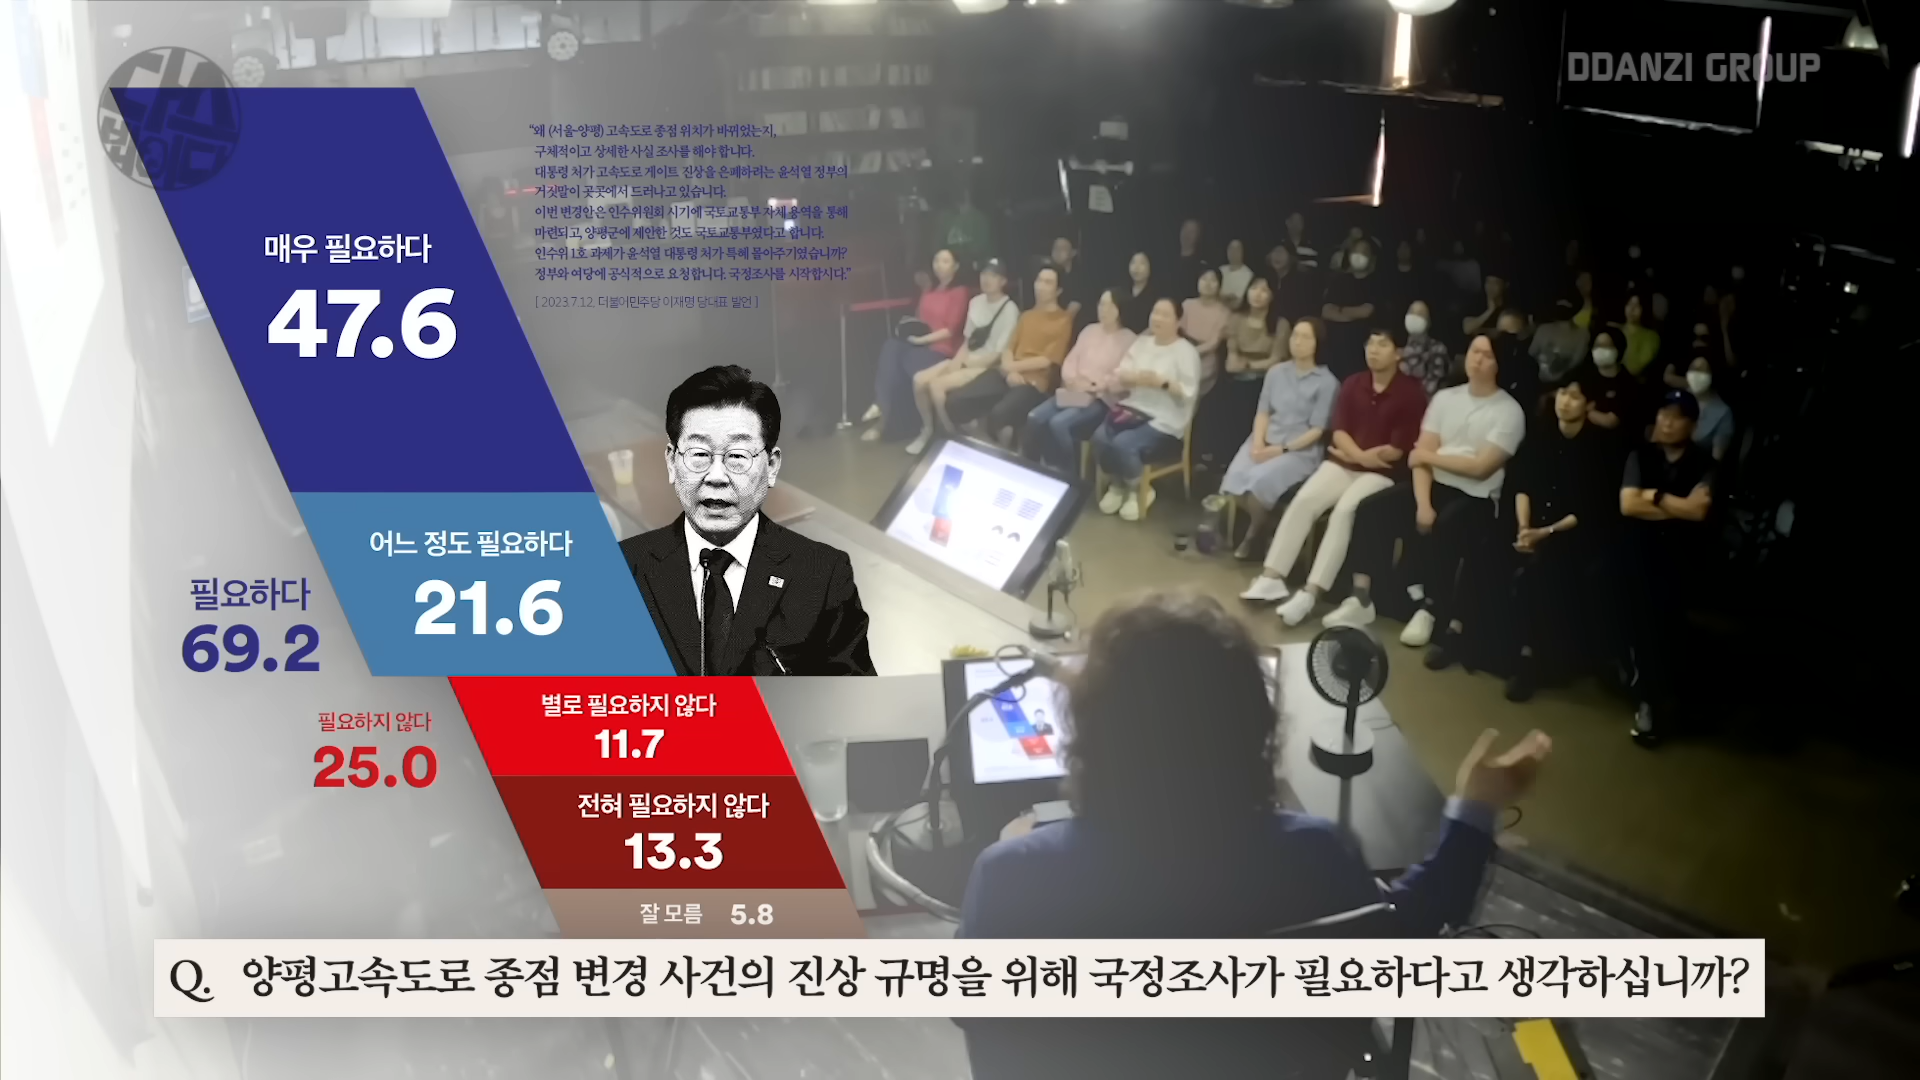 다스뵈이다
DDANZI GROUP
“왜 (서울-양평) 고속도로 종점 위치가 바뀌었는지,
구체적이고 상세한 사실 조사를 해야 합니다.
대통령 처가 고속도로 게이트 진상을 은폐하려는 윤석열 정부의
거짓말이 곳곳에서 드러나고 있습니다.
이번 변경안은 인수위원회 시기에 국토교통부 자체 용역을 통해
마련되고, 양평군에 제안한 것도 국토교통부였다고 합니다.
인수위 1호 과제가 윤석열 대통령 처가 특혜 몰아주기였습니까?
정부와 여당에 공식적으로 요청합니다. 국정조사를 시작합시다.”
[ 2023.7.12. 더불어민주당 이재명 당대표 발언 ]
매우 필요하다
47.6
어느 정도 필요하다
21.6
필요하다
69.2
별로 필요하지 않다
11.7
필요하지 않다
25.0
전혀 필요하지 않다
13.3
잘 모름 5.8
Q. 양평고속도로 종점 변경 사건의 진상 규명을 위해 국정조사가 필요하다고 생각하십니까?